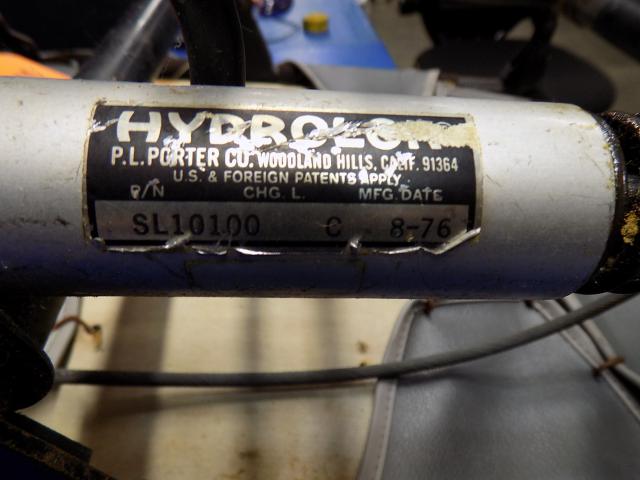 HYDROLOK
P.L.PORTER CO. WOODLAND HILLS, CALIF. 91364
U.S. & FOREIGN PATENTS APPLY
P/N CHG. L. MFG. DATE
SL10100 C 8-76